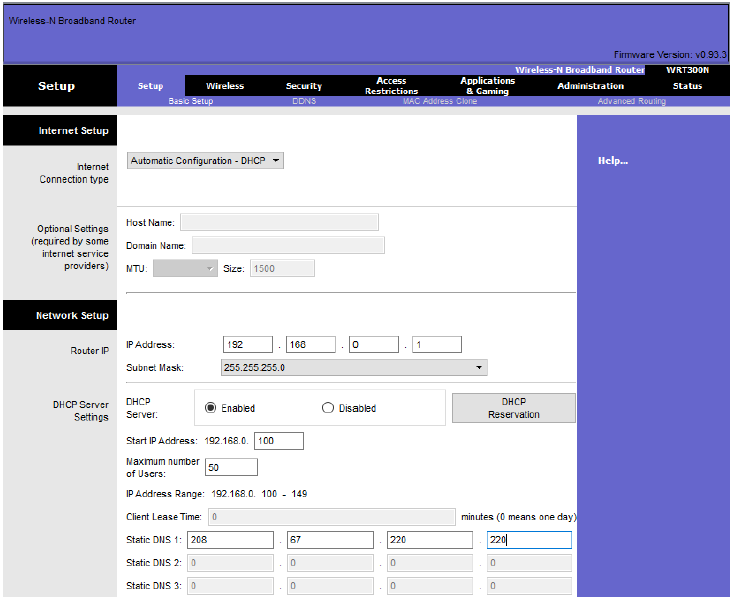 Wireless-N Broadband Router
Firmware Version: v0.93.3
Wireless-N Broadband Router WRT300N
Setup
Setup Wireless Security Access Restrictions Applications & Gaming Administration Status
Basic Setup DDNS MAC Address Clone Advanced Routing
Internet Setup
Internet Connection type
Automatic Configuration - DHCP
Help...
Optional Settings
(required by some
internet service
providers)
Host Name:
Domain Name:
MTU: Size: 1500
Network Setup
Router IP
IP Address: 192 . 168 . 0 . 1
Subnet Mask: 255.255.255.0
DHCP Server
Settings
DHCP Server: Enabled Disabled DHCP Reservation
Start IP Address: 192.168.0. 100
Maximum number of Users: 50
IP Address Range: 192.168.0. 100 - 149
Client Lease Time: 0 minutes (0 means one day)
Static DNS 1: 208 . 67 . 220 . 220
Static DNS 2: 0 . 0 . 0 . 0
Static DNS 3: 0 . 0 . 0 . 0